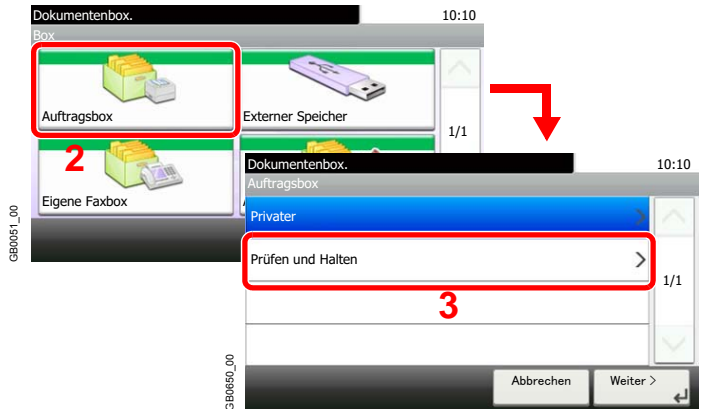 Dokumentenbox. 10:10
Box
Auftragsbox
Externer Speicher
1/1
2
Eigene Faxbox
GB0051_00
Dokumentenbox. 10:10
Auftragsbox
Privater
Prüfen und Halten
1/1
3
Abbrechen
Weiter >
GB0650_00